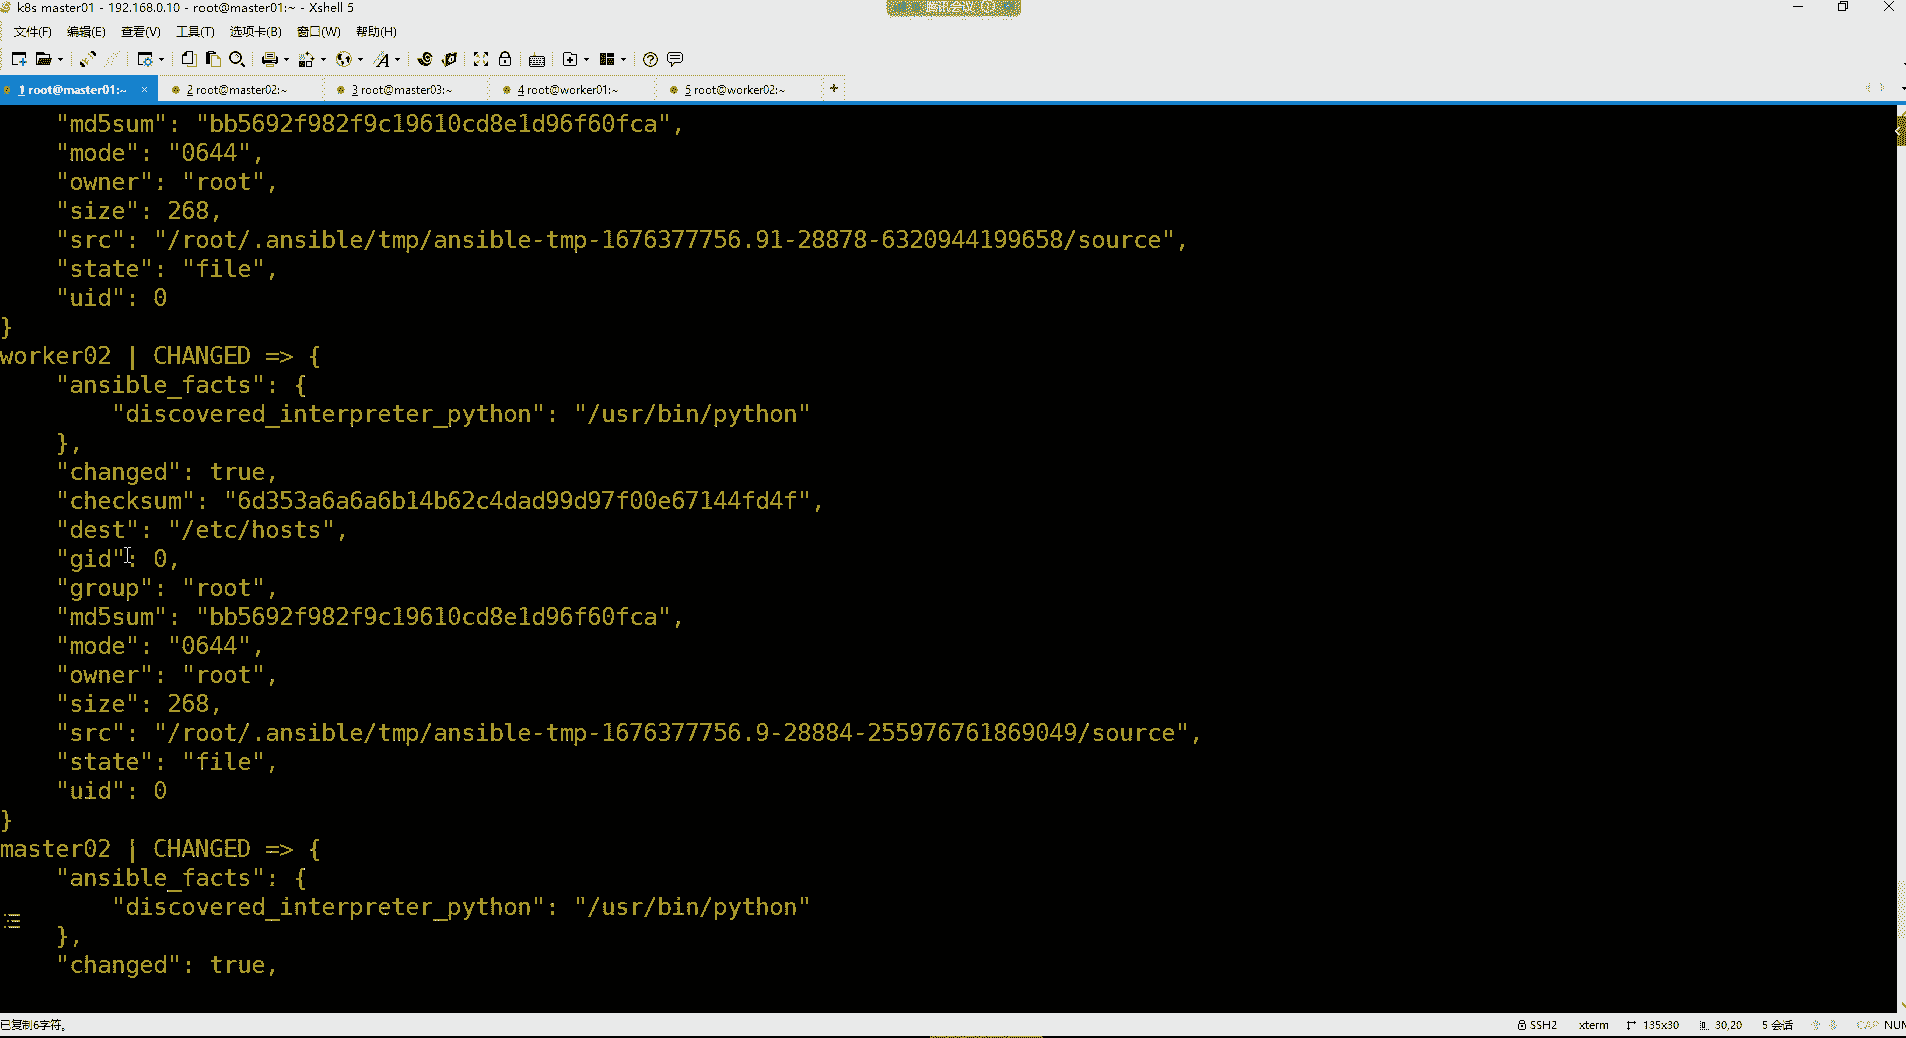 k8s master01 - 192.168.0.10 - root@master01:~ - Xshell 5
腾讯会议
文件(F) 编辑(E) 查看(V) 工具(T) 选项卡(B) 窗口(W) 帮助(H)
1 root@master01:~ × 2 root@master02:~ 3 root@master03:~ 4 root@worker01:~ 5 root@worker02:~ +
"md5sum": "bb5692f982f9c19610cd8e1d96f60fca",
"mode": "0644",
"owner": "root",
"size": 268,
"src": "/root/.ansible/tmp/ansible-tmp-1676377756.91-28878-6320944199658/source",
"state": "file",
"uid": 0
}
worker02 | CHANGED => {
"ansible_facts": {
"discovered_interpreter_python": "/usr/bin/python"
},
"changed": true,
"checksum": "6d353a6a6a6b14b62c4dad99d97f00e67144fd4f",
"dest": "/etc/hosts",
"gid": 0,
"group": "root",
"md5sum": "bb5692f982f9c19610cd8e1d96f60fca",
"mode": "0644",
"owner": "root",
"size": 268,
"src": "/root/.ansible/tmp/ansible-tmp-1676377756.9-28884-255976761869049/source",
"state": "file",
"uid": 0
}
master02 | CHANGED => {
"ansible_facts": {
"discovered_interpreter_python": "/usr/bin/python"
},
"changed": true,
已复制6字符。 SSH2 xterm 135x30 30,20 5 会话 CAP NUM